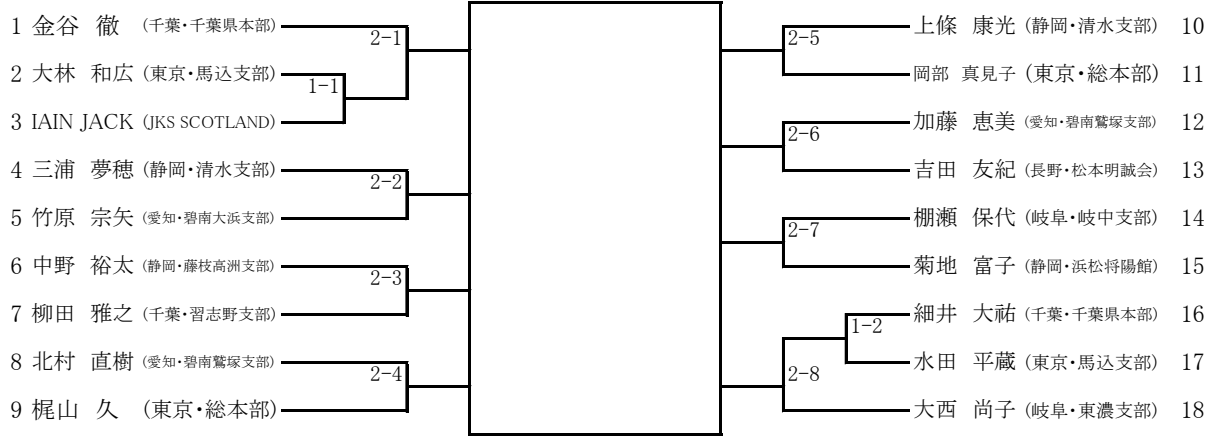 1 金谷 徹 (千葉・千葉県本部)
2-1
2 大林 和広 (東京・馬込支部)
1-1
3 IAIN JACK (JKS SCOTLAND)
4 三浦 夢穂 (静岡・清水支部)
2-2
5 竹原 宗矢 (愛知・碧南大浜支部)
6 中野 裕太 (静岡・藤枝高洲支部)
2-3
7 柳田 雅之 (千葉・習志野支部)
8 北村 直樹 (愛知・碧南鷲塚支部)
2-4
9 梶山 久 (東京・総本部)
上條 康光 (静岡・清水支部) 10
2-5
岡部 真見子 (東京・総本部) 11
加藤 恵美 (愛知・碧南鷲塚支部) 12
2-6
吉田 友紀 (長野・松本明誠会) 13
棚瀬 保代 (岐阜・岐中支部) 14
2-7
菊地 富子 (静岡・浜松将陽館) 15
細井 大祐 (千葉・千葉県本部) 16
1-2
水田 平蔵 (東京・馬込支部) 17
2-8
大西 尚子 (岐阜・東濃支部) 18